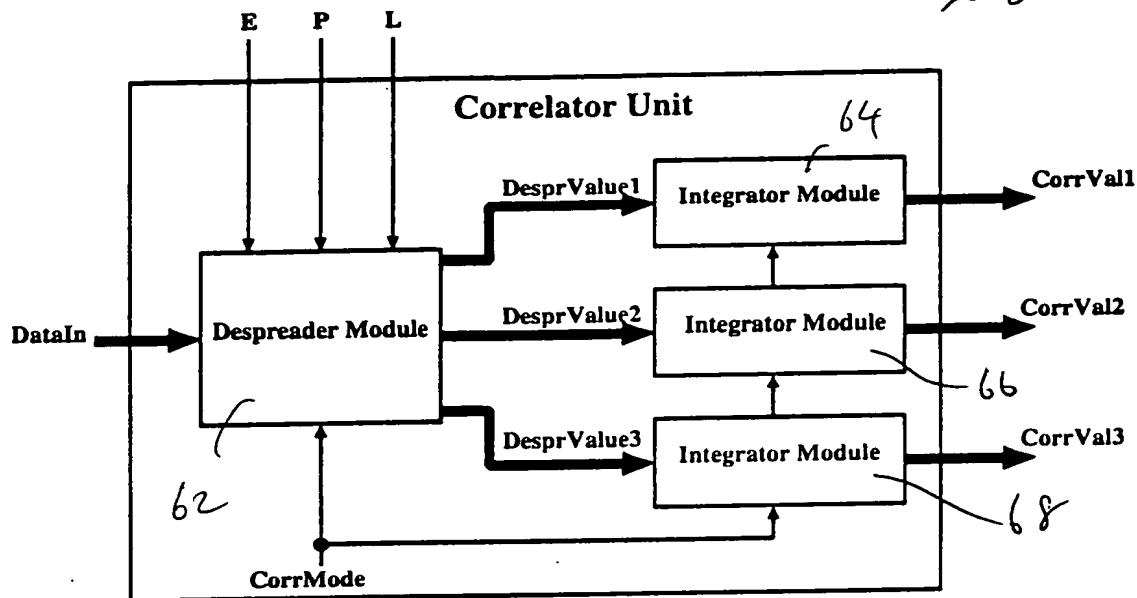 E P L
Correlator Unit
64
DesprValue1
Integrator Module
CorrVal1
DataIn
Despreader Module
DesprValue2
Integrator Module
CorrVal2
66
DesprValue3
Integrator Module
CorrVal3
62
68
CorrMode